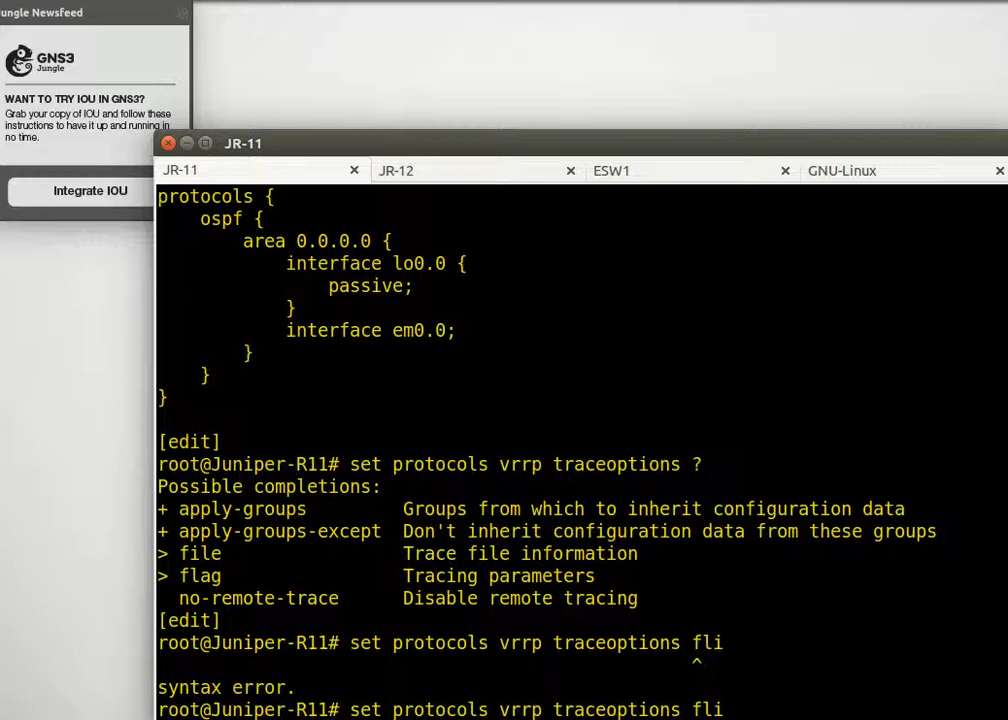 ungle Newsfeed
GNS3
Jungle
WANT TO TRY IOU IN GNS3?
Grab your copy of IOU and follow these
instructions to have it up and running in
no time.
Integrate IOU
JR-11
JR-11
JR-12
ESW1
GNU-Linux
protocols {
ospf {
area 0.0.0.0 {
interface lo0.0 {
passive;
}
interface em0.0;
}
}
}
[edit]
root@Juniper-R11# set protocols vrrp traceoptions ?
Possible completions:
+ apply-groups Groups from which to inherit configuration data
+ apply-groups-except Don't inherit configuration data from these groups
> file Trace file information
> flag Tracing parameters
no-remote-trace Disable remote tracing
[edit]
root@Juniper-R11# set protocols vrrp traceoptions fli
^
syntax error.
root@Juniper-R11# set protocols vrrp traceoptions fli